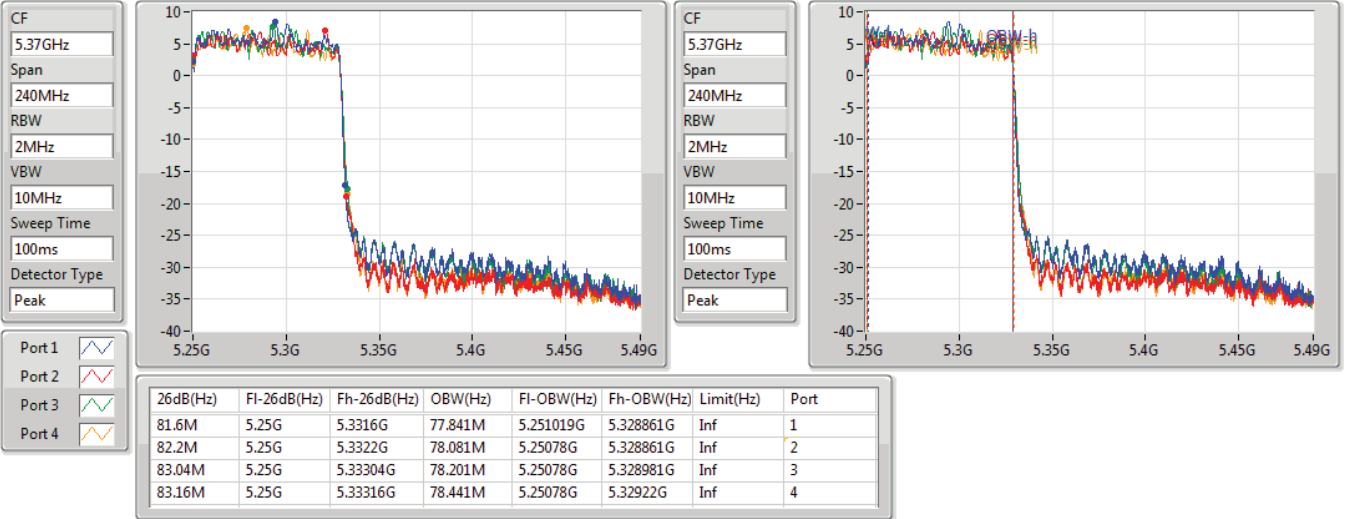 CF
5.37GHz
Span
240MHz
RBW
2MHz
VBW
10MHz
Sweep Time
100ms
Detector Type
Peak
10
5
0
-5
-10
-15
-20
-25
-30
-35
-40
5.25G 5.3G 5.35G 5.4G 5.45G 5.49G
CF
5.37GHz
Span
240MHz
RBW
2MHz
VBW
10MHz
Sweep Time
100ms
Detector Type
Peak
10
5
0
-5
-10
-15
-20
-25
-30
-35
-40
OBW-h
5.25G 5.3G 5.35G 5.4G 5.45G 5.49G
Port 1
Port 2
Port 3
Port 4
26dB(Hz) Fl-26dB(Hz) Fh-26dB(Hz) OBW(Hz) Fl-OBW(Hz) Fh-OBW(Hz) Limit(Hz) Port
81.6M 5.25G 5.3316G 77.841M 5.251019G 5.328861G Inf 1
82.2M 5.25G 5.3322G 78.081M 5.25078G 5.328861G Inf 2
83.04M 5.25G 5.33304G 78.201M 5.25078G 5.328981G Inf 3
83.16M 5.25G 5.33316G 78.441M 5.25078G 5.32922G Inf 4